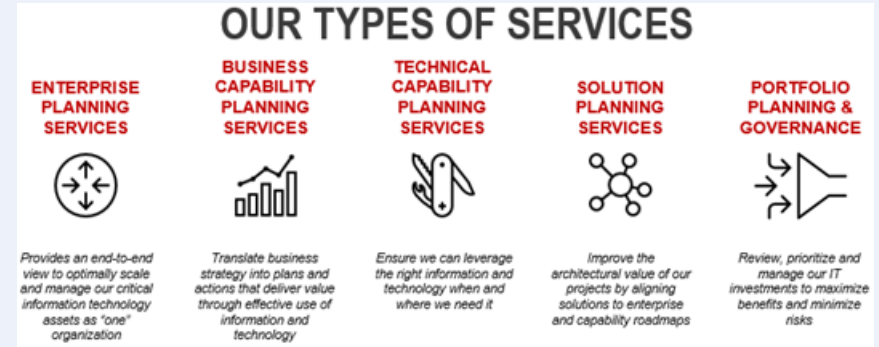 OUR TYPES OF SERVICES
ENTERPRISE
PLANNING
SERVICES
Provides an end-to-end
view to optimally scale
and manage our critical
information technology
assets as "one"
organization
BUSINESS
CAPABILITY
PLANNING
SERVICES
Translate business
strategy into plans and
actions that deliver value
through effective use of
information and
technology
TECHNICAL
CAPABILITY
PLANNING
SERVICES
Ensure we can leverage
the right information and
technology when and
where we need it
SOLUTION
PLANNING
SERVICES
Improve the
architectural value of our
projects by aligning
solutions to enterprise
and capability roadmaps
PORTFOLIO
PLANNING &
GOVERNANCE
Review, prioritize and
manage our IT
investments to maximize
benefits and minimize
risks